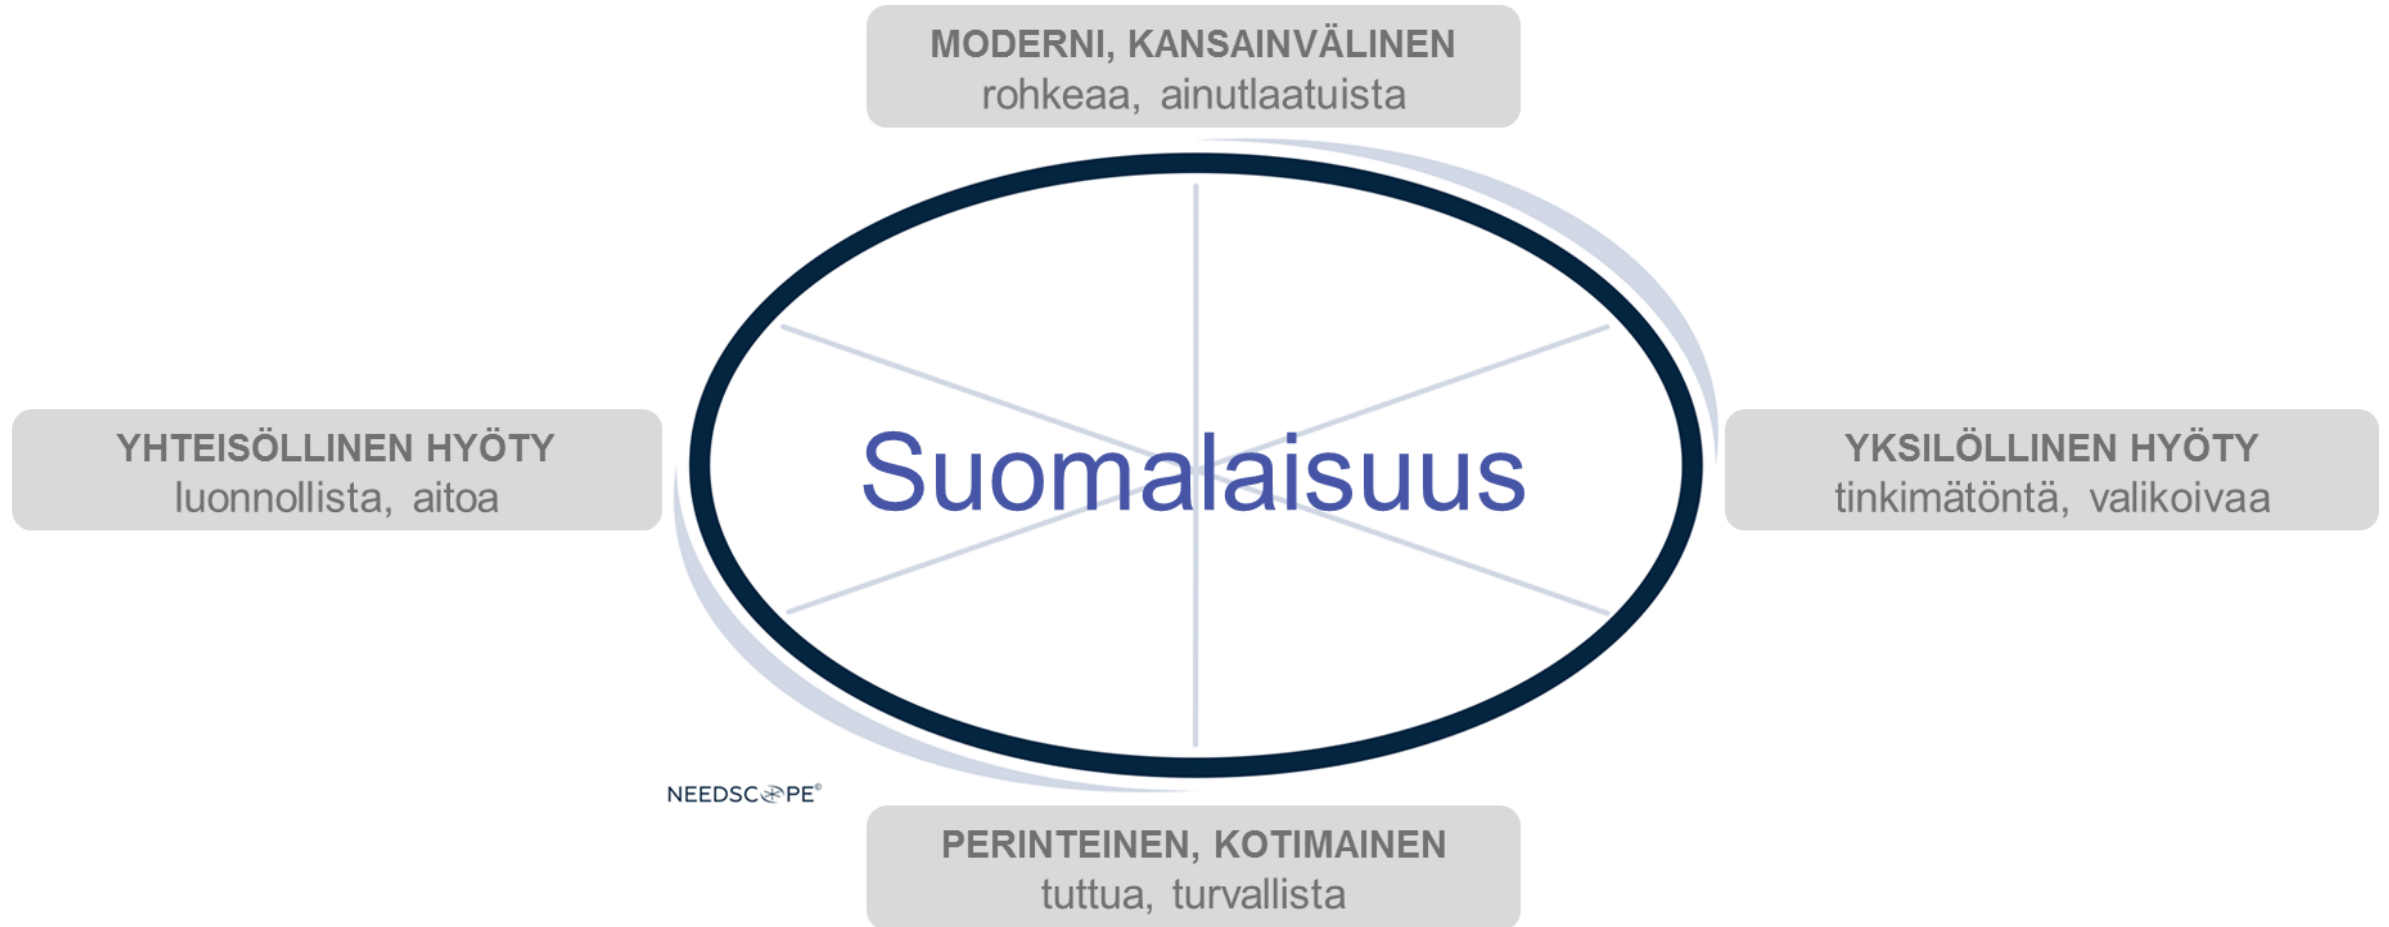 MODERNI, KANSAINVÄLINEN
rohkeaa, ainutlaatuista
YHTEISÖLLINEN HYÖTY
luonnollista, aitoa
Suomalaisuus
YKSILÖLLINEN HYÖTY
tinkimätöntä, valikoivaa
NEEDSCOPE®
PERINTEINEN, KOTIMAINEN
tuttua, turvallista